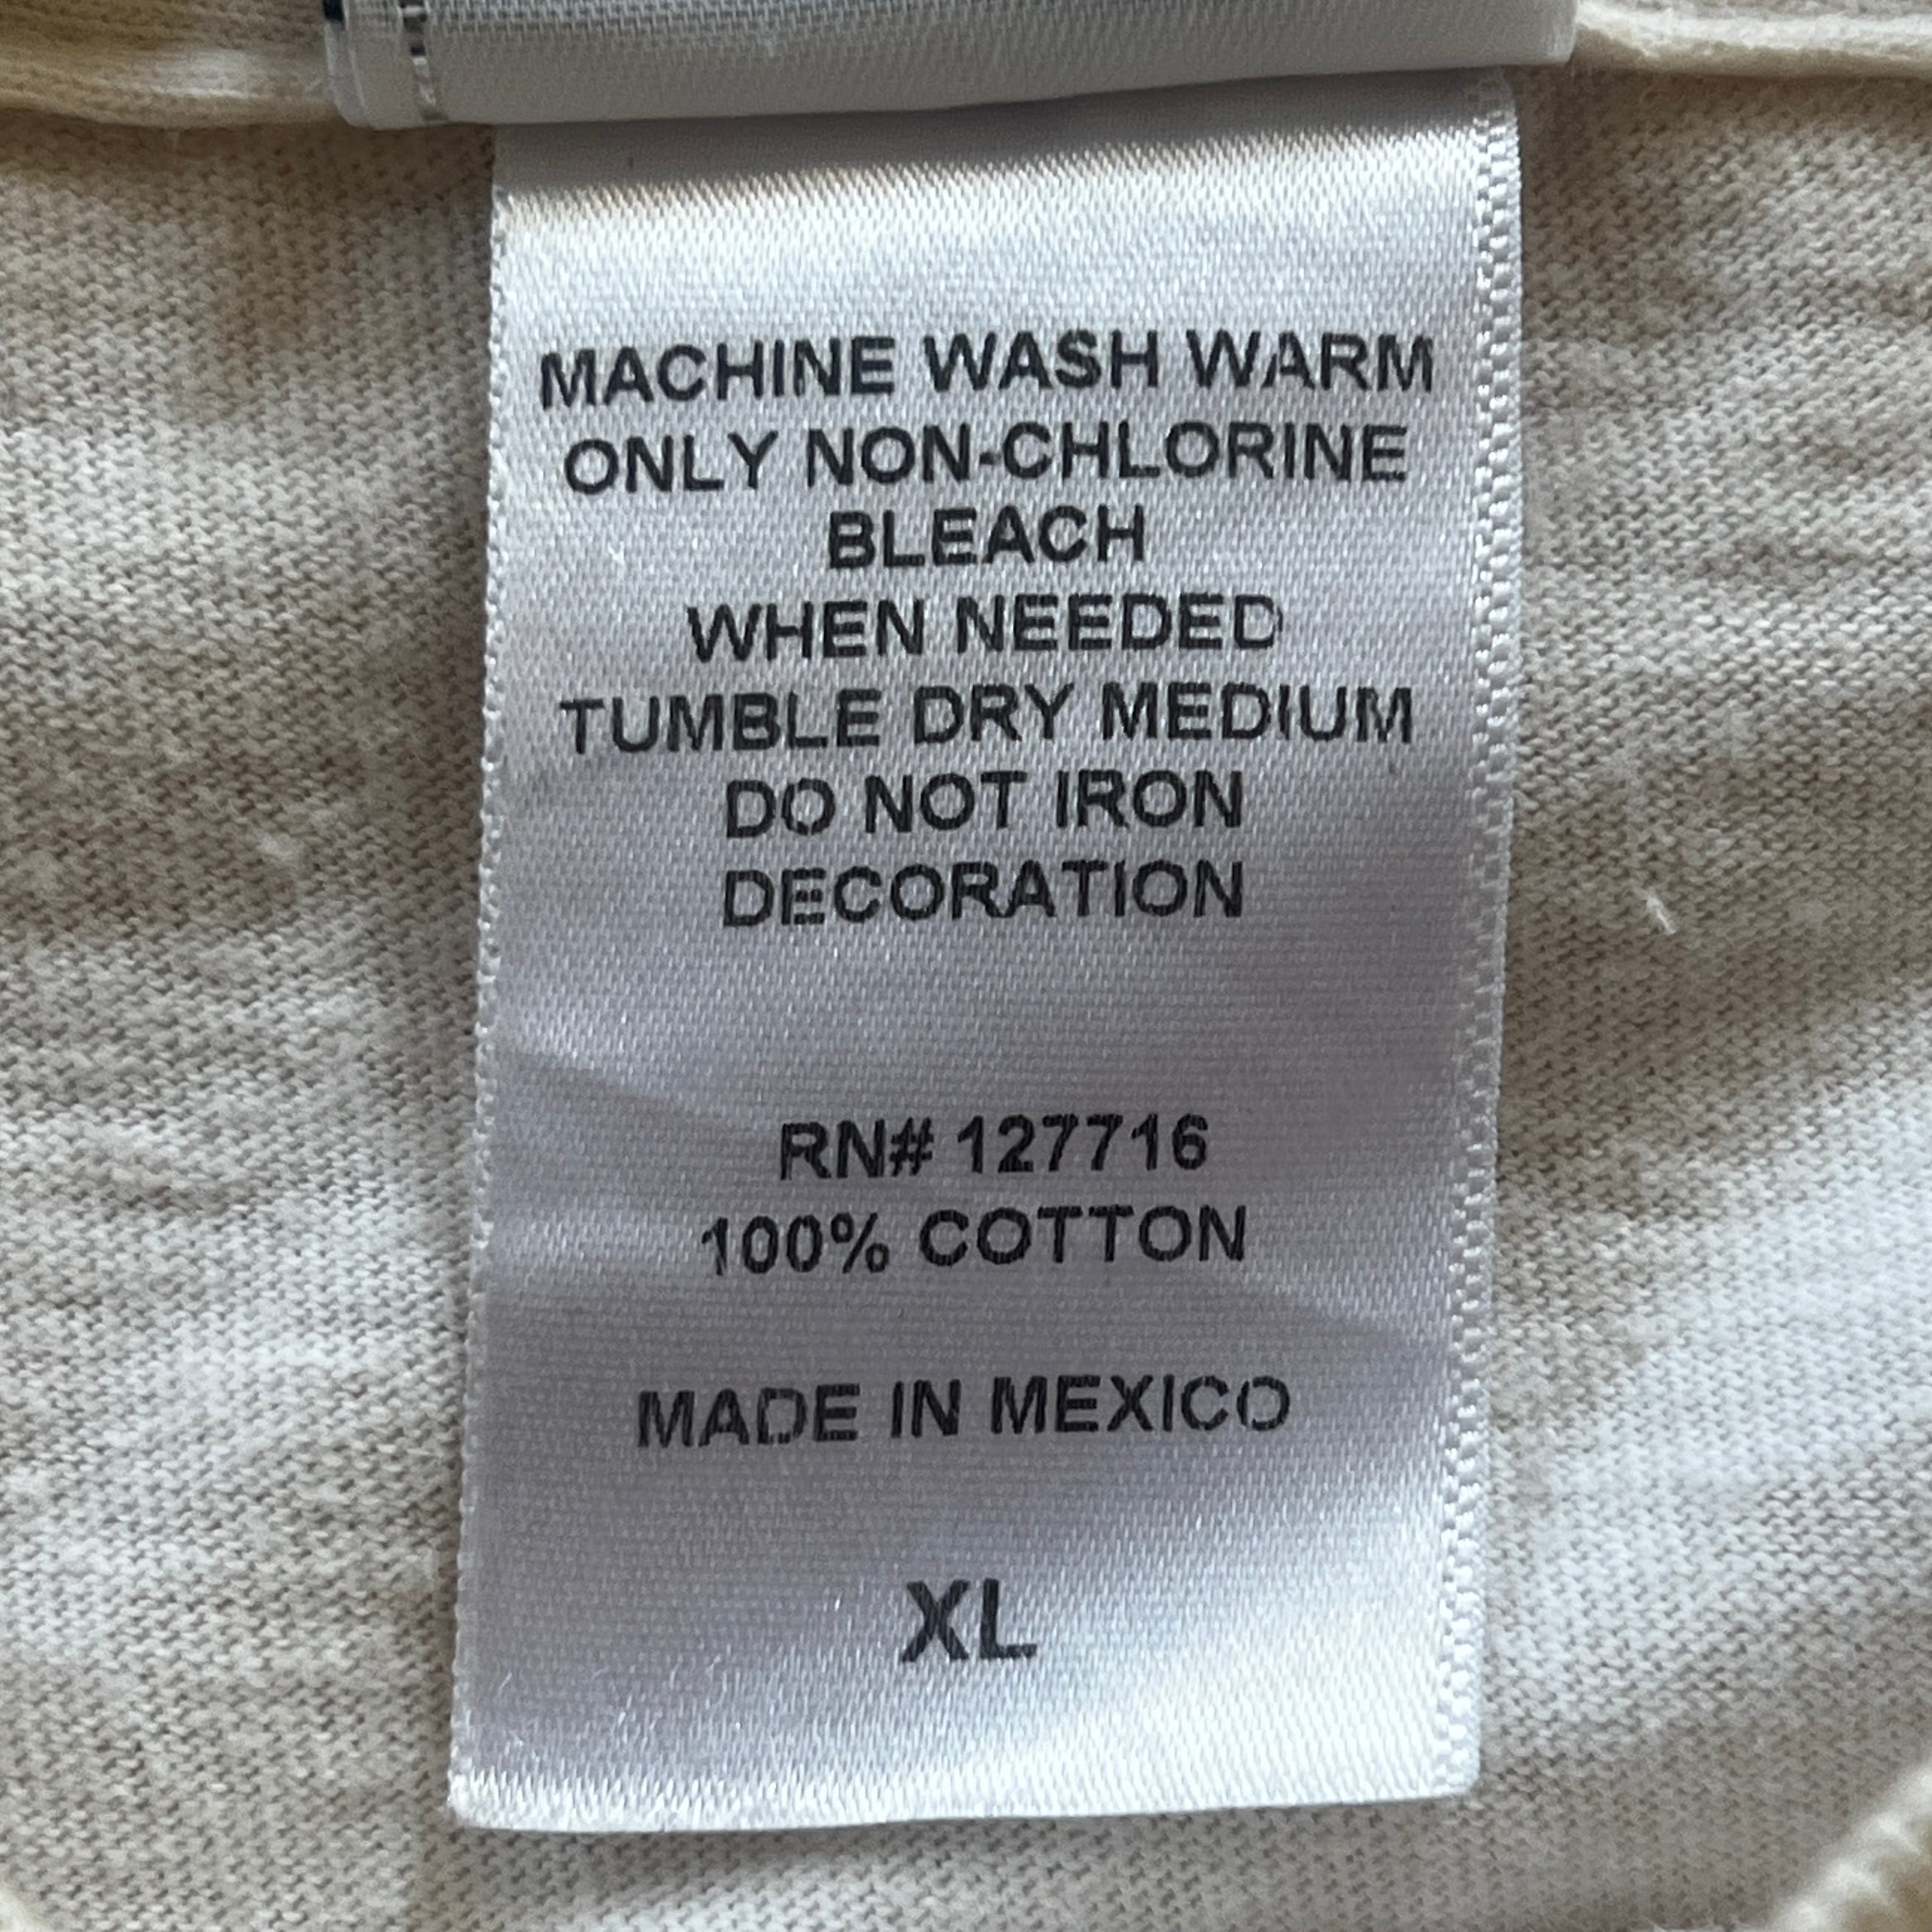 MACHINE WASH WARM
ONLY NON-CHLORINE
BLEACH
WHEN NEEDED
TUMBLE DRY MEDIUM
DO NOT IRON
DECORATION
RN# 127716
100% COTTON
MADE IN MEXICO
XL